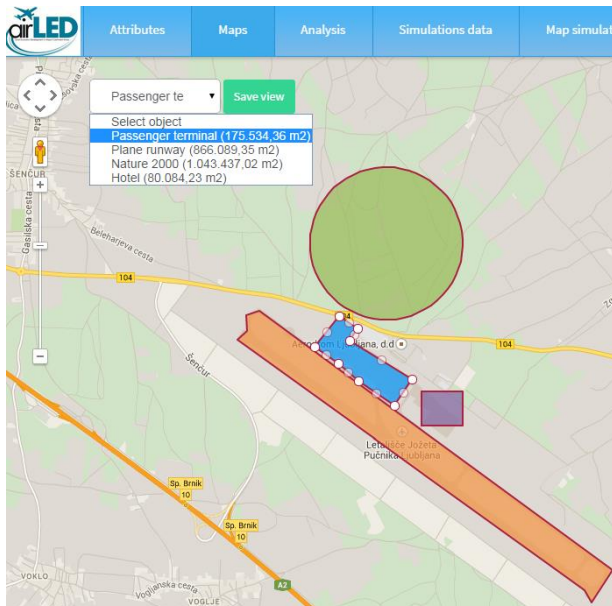 airLED
Attributes
Maps
Analysis
Simulations data
Map simulat
Passenger te
Save view
Select object
Passenger terminal (175.534,36 m2)
Plane runway (866.089,35 m2)
Nature 2000 (1.043.437,02 m2)
Hotel (80.084,23 m2)
ŠENČUR
Gasilska cesta
Beleharjeva cesta
104
104
104
Šenčur
Letališče Jožeta
Pučnika Ljubljana
Sp. Brnik
10
Sp. Brnik
10
A2
VOKLO
Vogljanska cesta
VOGLJE